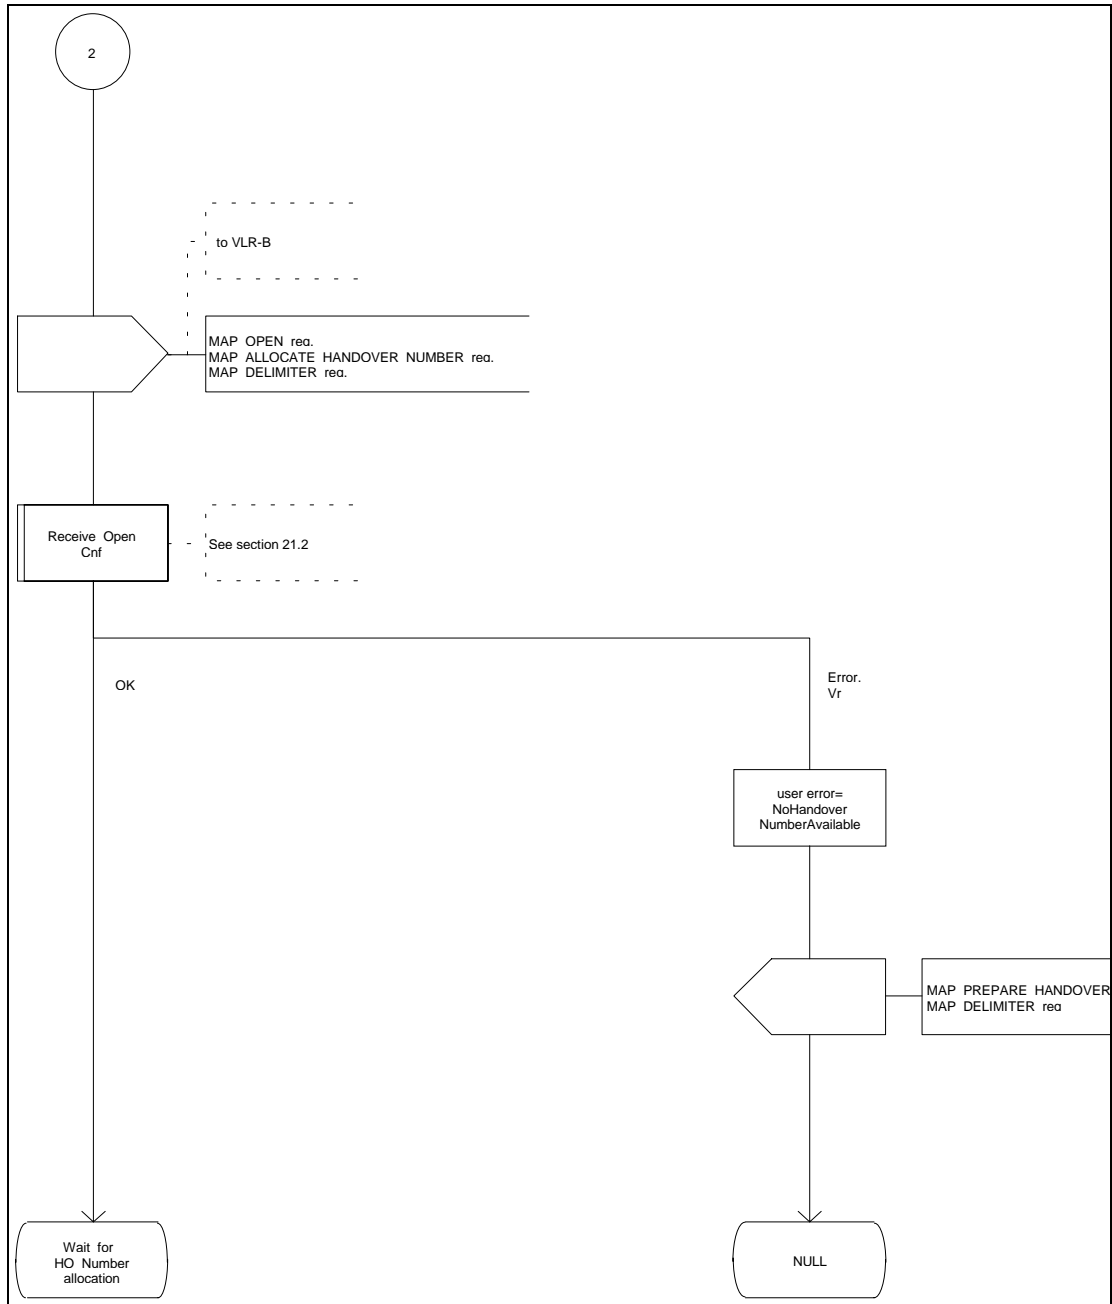 2
to VLR-B
MAP OPEN req.
MAP ALLOCATE HANDOVER NUMBER req.
MAP DELIMITER req.
Receive Open
Cnf
See section 21.2
OK
Error.
Vr
user error=
NoHandover
NumberAvailable
MAP PREPARE HANDOVER
MAP DELIMITER req
Wait for
HO Number
allocation
NULL